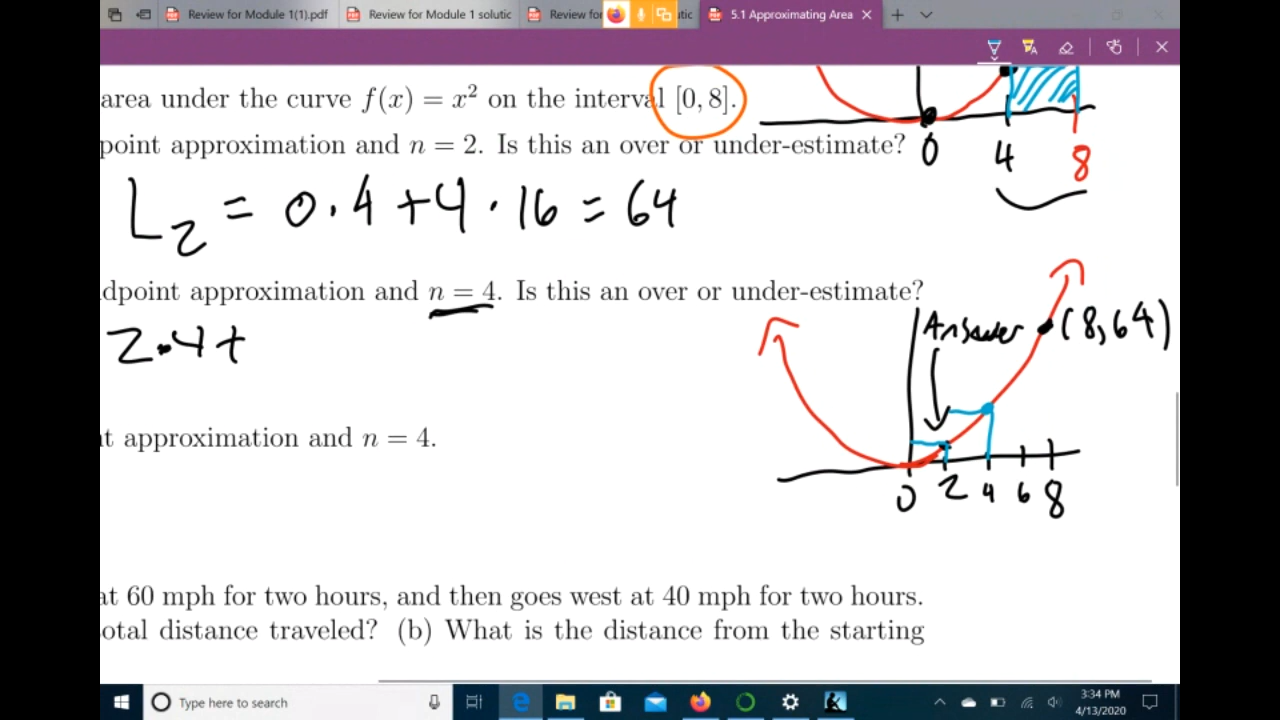 Review for Module 1(1).pdf
Review for Module 1 solutic
Review for
utic
5.1 Approximating Area
area under the curve f(x) = x² on the interval [0, 8].
point approximation and n = 2. Is this an over or under-estimate?
0 4 8
L₂ = 0.4 + 4 · 16 = 64
dpoint approximation and n = 4. Is this an over or under-estimate?
2·4+
Answer (8,64)
t approximation and n = 4.
0 2 4 6 8
at 60 mph for two hours, and then goes west at 40 mph for two hours.
otal distance traveled? (b) What is the distance from the starting
Type here to search
3:34 PM
4/13/2020